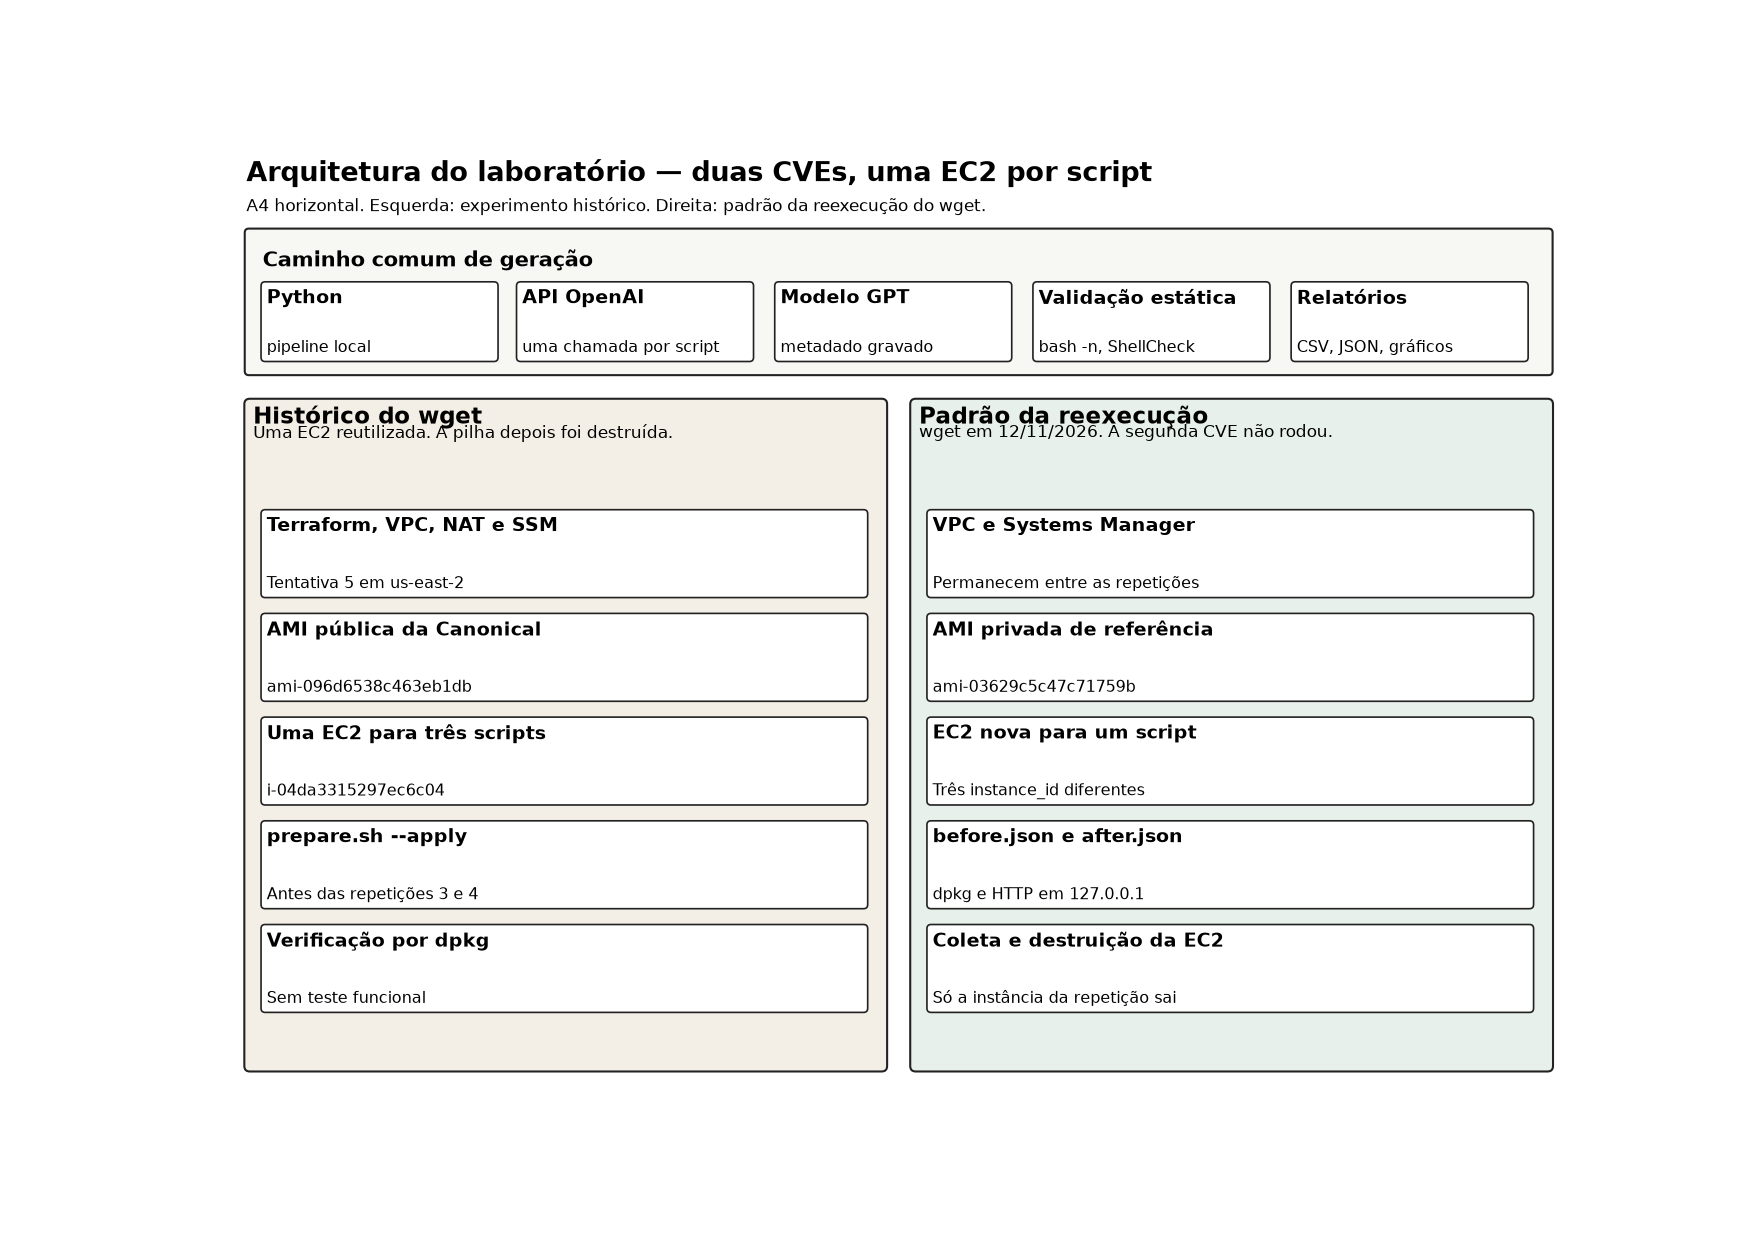 Arquitetura do laboratório — duas CVEs, uma EC2 por script
A4 horizontal. Esquerda: experimento histórico. Direita: padrão da reexecução do wget.
Caminho comum de geração
Python
pipeline local
API OpenAI
uma chamada por script
Modelo GPT
metadado gravado
Validação estática
bash -n, ShellCheck
Relatórios
CSV, JSON, gráficos
Histórico do wget
Uma EC2 reutilizada. A pilha depois foi destruída.
Terraform, VPC, NAT e SSM
Tentativa 5 em us-east-2
AMI pública da Canonical
ami-096d6538c463eb1db
Uma EC2 para três scripts
i-04da3315297ec6c04
prepare.sh --apply
Antes das repetições 3 e 4
Verificação por dpkg
Sem teste funcional
Padrão da reexecução
wget em 12/11/2026. A segunda CVE não rodou.
VPC e Systems Manager
Permanecem entre as repetições
AMI privada de referência
ami-03629c5c47c71759b
EC2 nova para um script
Três instance_id diferentes
before.json e after.json
dpkg e HTTP em 127.0.0.1
Coleta e destruição da EC2
Só a instância da repetição sai